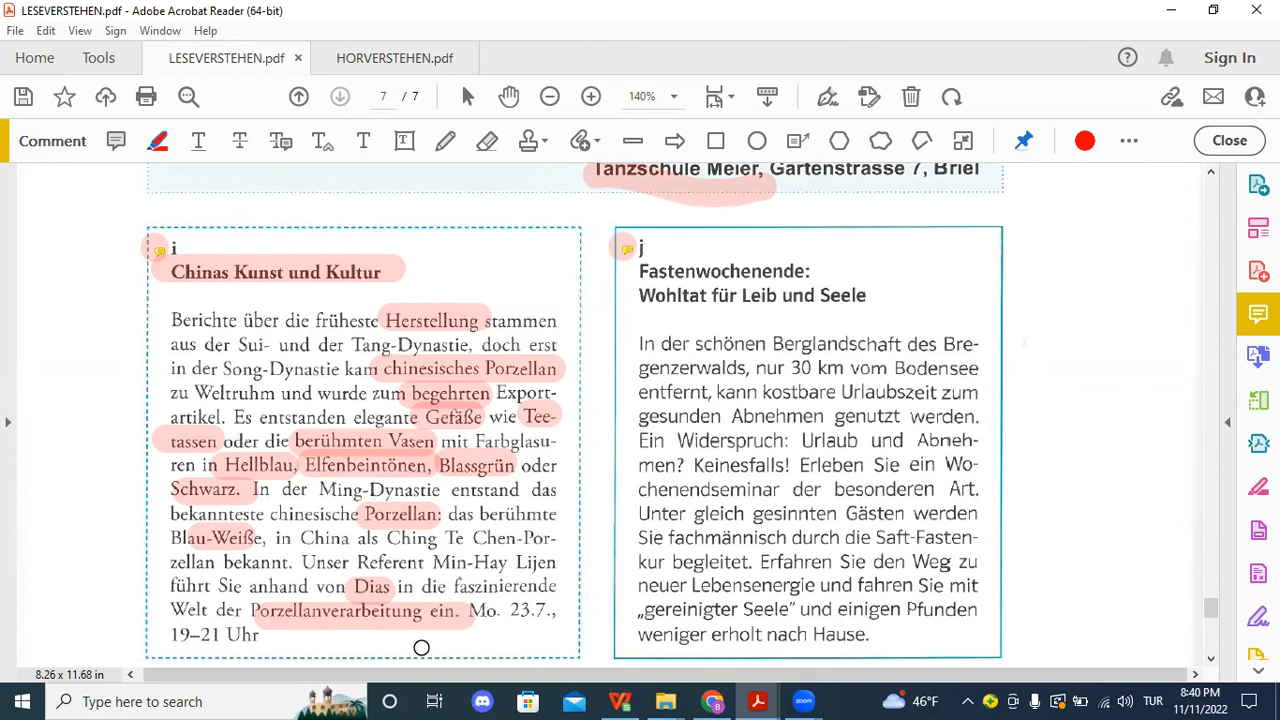 LESEVERSTEHEN.pdf - Adobe Acrobat Reader (64-bit)
File Edit View Sign Window Help
Home Tools LESEVERSTEHEN.pdf × HORVERSTEHEN.pdf Sign In
7 / 7 140%
Comment Close
Tanzschule Meier, Gartenstrasse 7, Briel
i
Chinas Kunst und Kultur
Berichte über die früheste Herstellung stammen
aus der Sui- und der Tang-Dynastie, doch erst
in der Song-Dynastie kam chinesisches Porzellan
zu Weltruhm und wurde zum begehrten Export-
artikel. Es entstanden elegante Gefäße wie Tee-
tassen oder die berühmten Vasen mit Farbglasu-
ren in Hellblau, Elfenbeintönen, Blassgrün oder
Schwarz. In der Ming-Dynastie entstand das
bekannteste chinesische Porzellan: das berühmte
Blau-Weiße, in China als Ching Te Chen-Por-
zellan bekannt. Unser Referent Min-Hay Lijen
führt Sie anhand von Dias in die faszinierende
Welt der Porzellanverarbeitung ein. Mo. 23.7.,
19–21 Uhr
j
Fastenwochenende:
Wohltat für Leib und Seele
In der schönen Berglandschaft des Bre-
genzerwalds, nur 30 km vom Bodensee
entfernt, kann kostbare Urlaubszeit zum
gesunden Abnehmen genutzt werden.
Ein Widerspruch: Urlaub und Abneh-
men? Keinesfalls! Erleben Sie ein Wo-
chenendseminar der besonderen Art.
Unter gleich gesinnten Gästen werden
Sie fachmännisch durch die Saft-Fasten-
kur begleitet. Erfahren Sie den Weg zu
neuer Lebensenergie und fahren Sie mit
„gereinigter Seele” und einigen Pfunden
weniger erholt nach Hause.
8.26 x 11.68 in
Type here to search
zoom
46°F
TUR
8:40 PM
11/11/2022